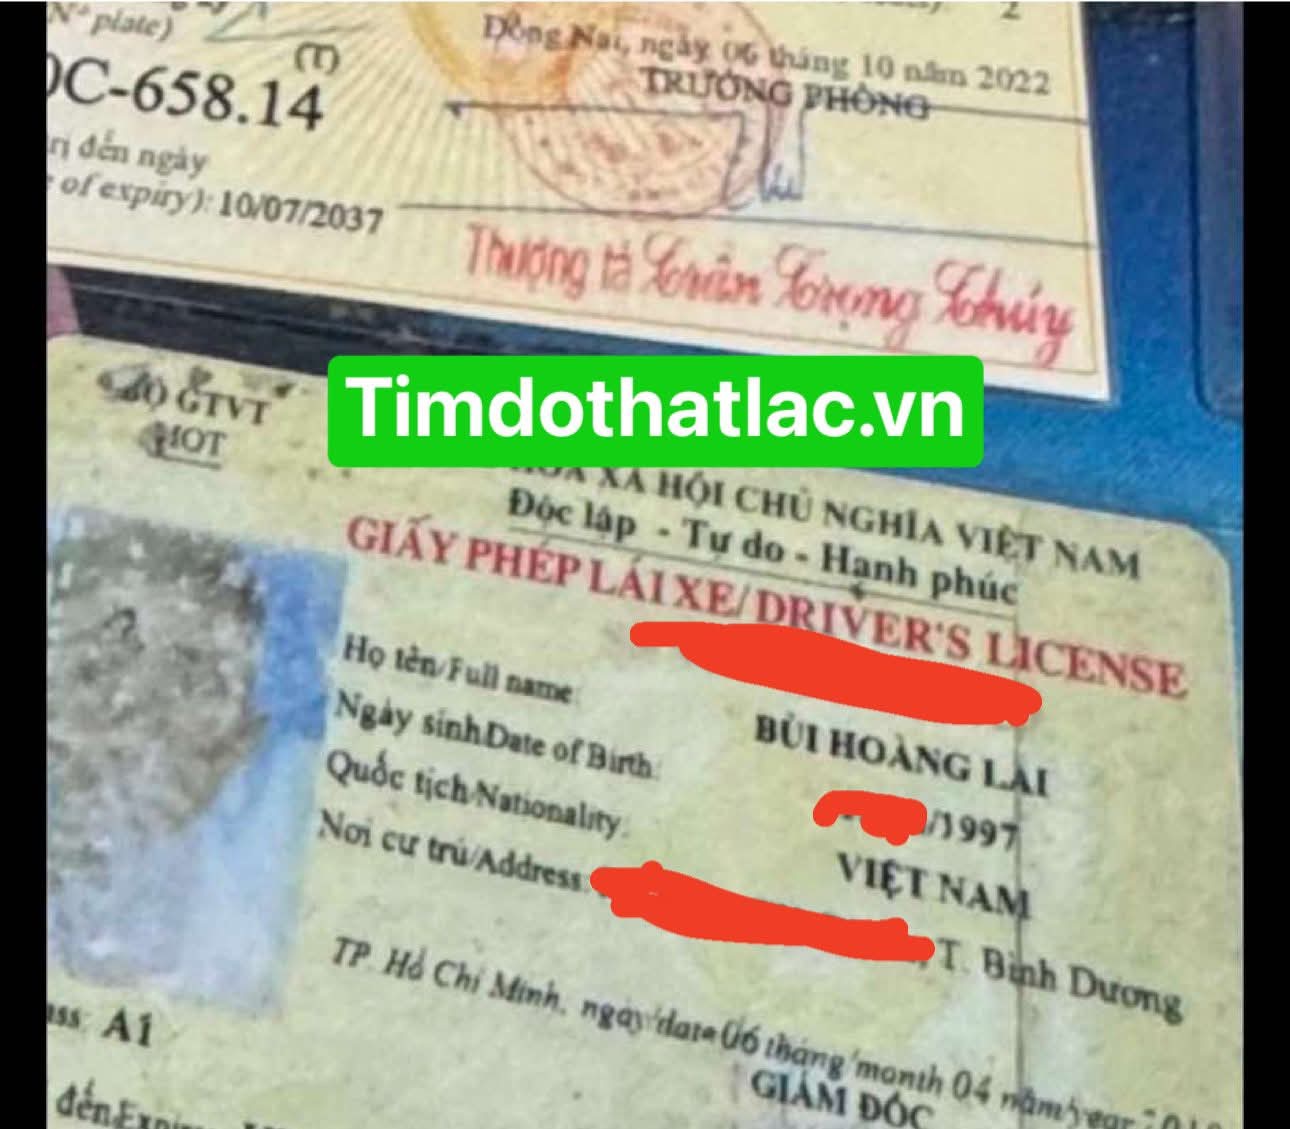 N° plate)
2
Đồng Nai, ngày 06 tháng 10 năm 2022
(T)
TRƯỞNG PHÒNG
C-658.14
đến ngày
of expiry): 10/07/2037
Thượng tá Trần Trọng Thúy
Timdothatlac.vn
BỘ GTVT
MOT
HÒA XÃ HỘI CHỦ NGHĨA VIỆT NAM
Độc lập - Tự do - Hạnh phúc
GIẤY PHÉP LÁI XE/DRIVER'S LICENSE
Họ tên/Full name:
BÙI HOÀNG LAI
Ngày sinh/Date of Birth:
/1997
Quốc tịch/Nationality:
VIỆT NAM
Nơi cư trú/Address:
, T. Bình Dương
TP. Hồ Chí Minh, ngày/date 06 tháng/month 04 năm/year
ass: A1
GIÁM ĐỐC
đến/Expir